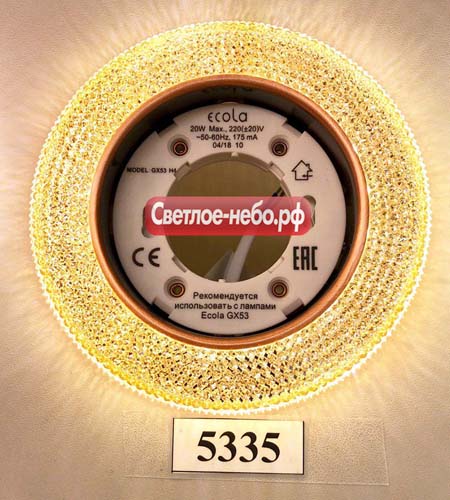 ecola
20W Max., 220(±20)V
~50-60Hz, 175 mA
04/18 10
MODEL: GX53 H4
Светлое-небо.рф
CE
EAC
Рекомендуется
использовать с лампами
Ecola GX53
5335